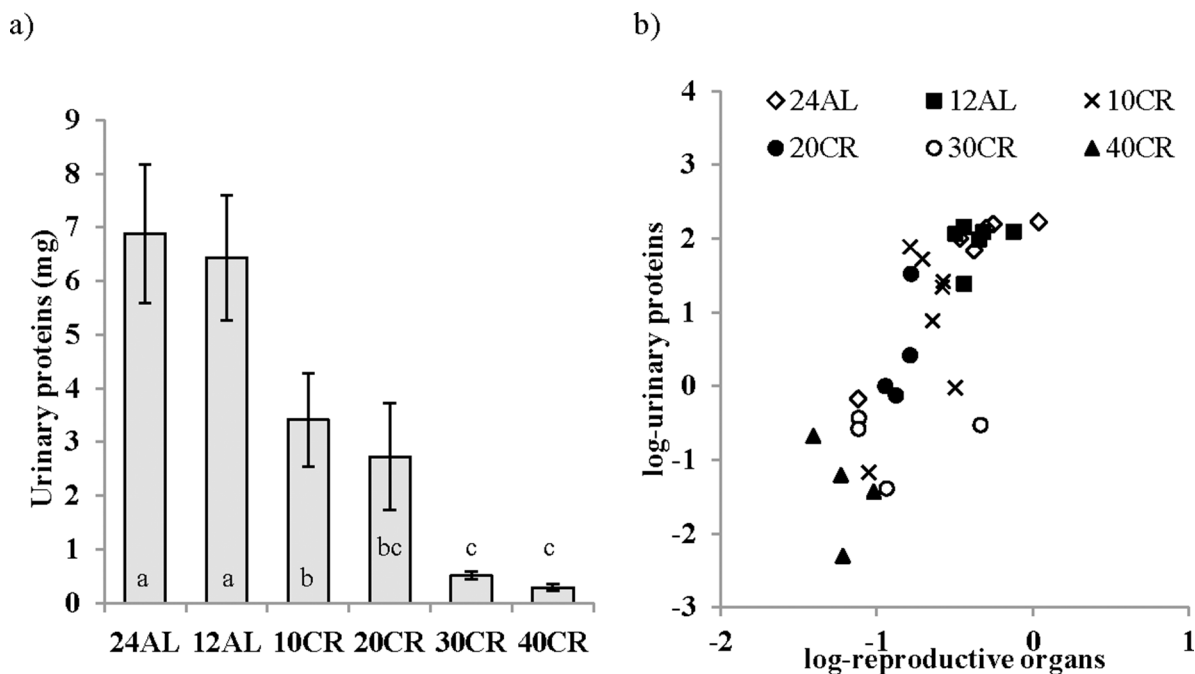 a)
Urinary proteins (mg)
9
8
7
6
5
4
3
2
1
0
a
a
b
bc
c
c
24AL 12AL 10CR 20CR 30CR 40CR
b)
24AL 12AL 10CR
20CR 30CR 40CR
log-urinary proteins
4
3
2
1
0
-1
-2
-3
-2 -1 0 1
log-reproductive organs